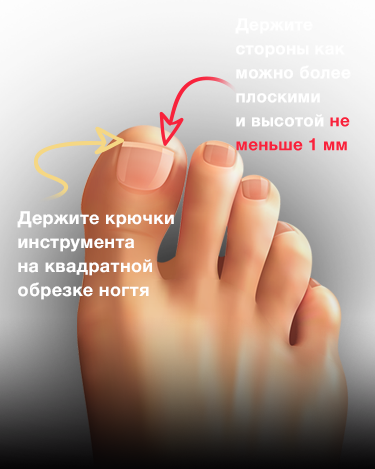 Держите
стороны как
можно более
плоскими
и высотой не
меньше 1 мм
Держите крючки
инструмента
на квадратной
обрезке ногтя